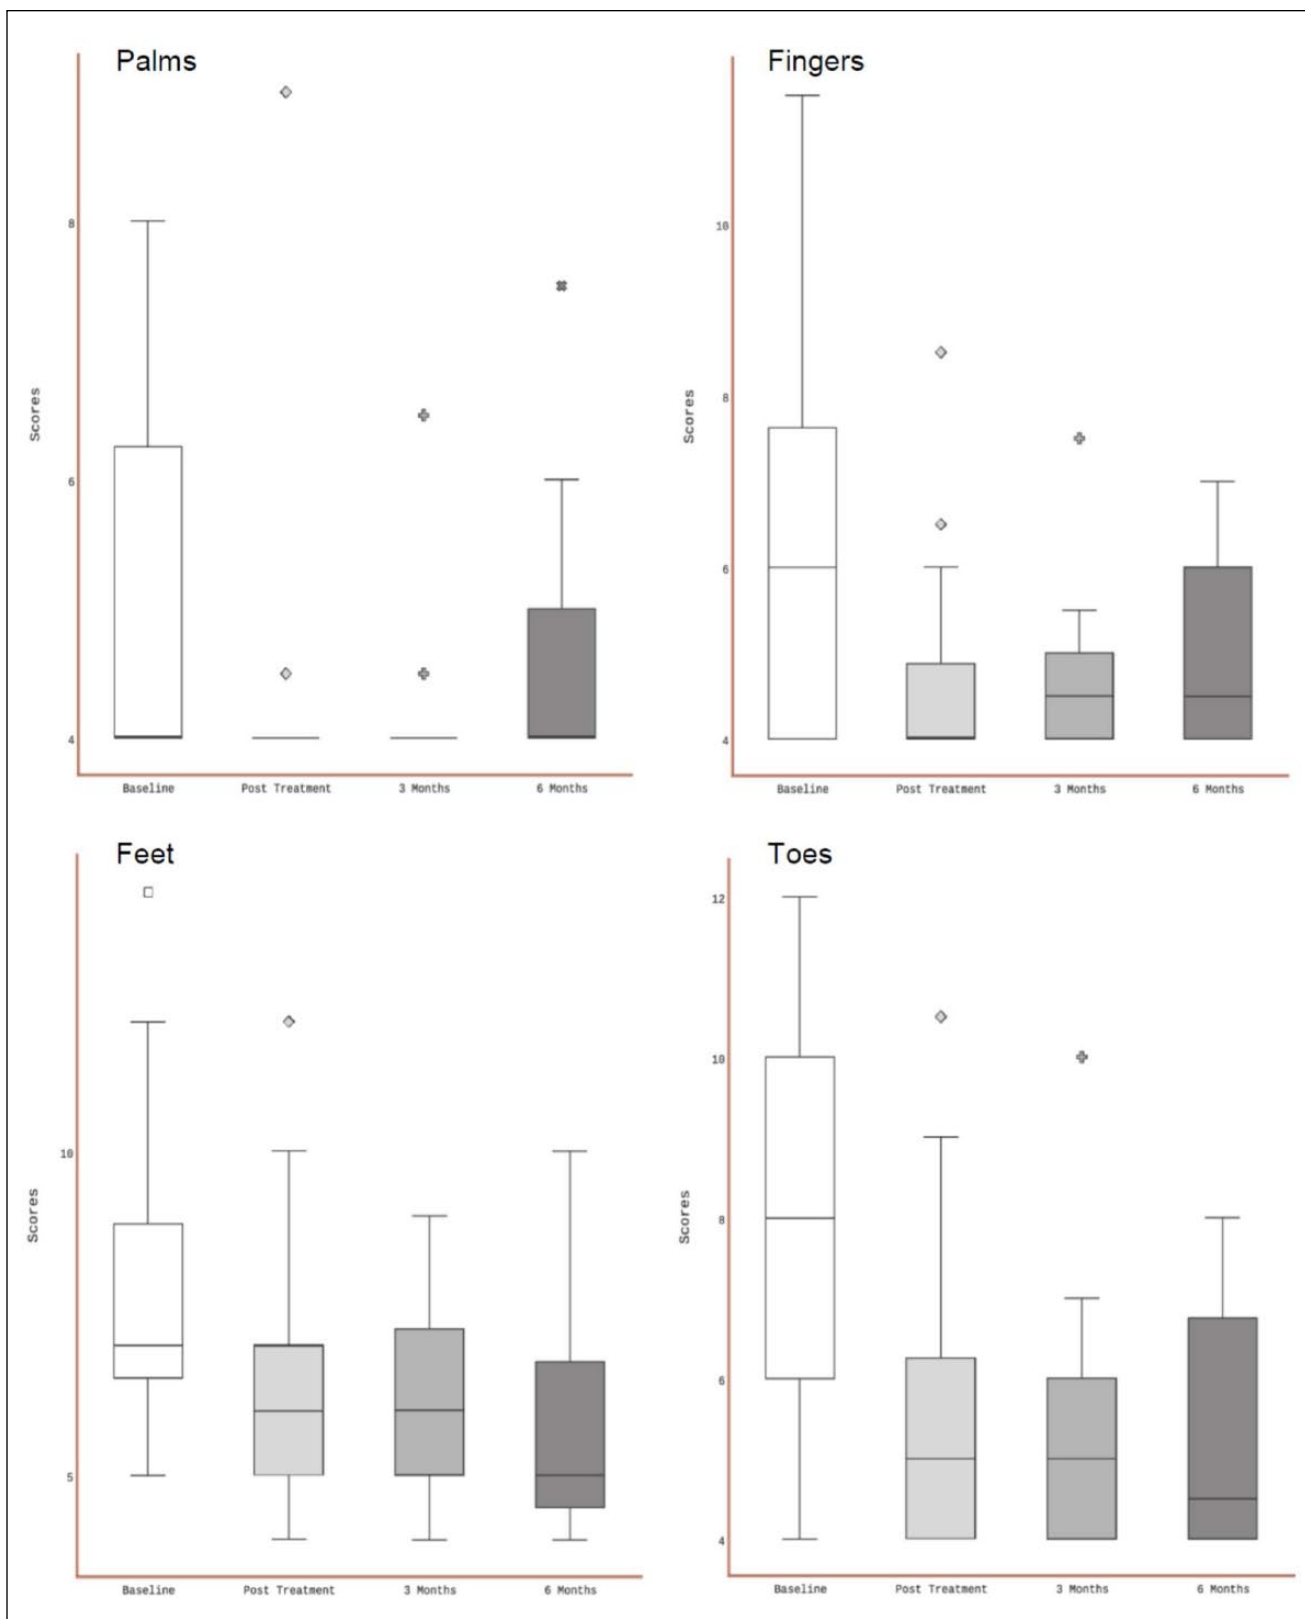 Palms
8
6
4
Scores
Baseline Post Treatment 3 Months 6 Months
Fingers
10
8
6
4
Scores
Baseline Post Treatment 3 Months 6 Months
Feet
10
5
Scores
Baseline Post Treatment 3 Months 6 Months
Toes
12
10
8
6
4
Scores
Baseline Post Treatment 3 Months 6 Months